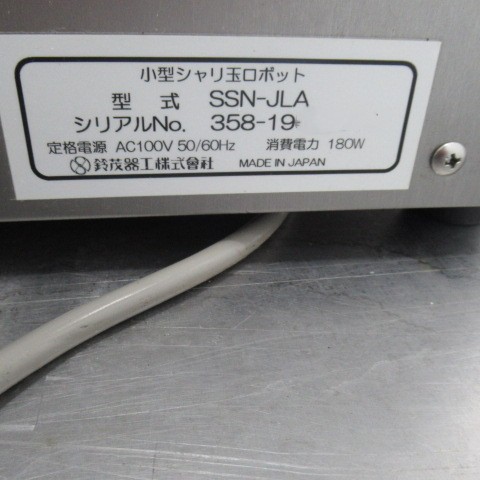 小型シャリ玉ロボット
型 式 SSN-JLA
シリアルNo. 358-19*
定格電源 AC100V 50/60Hz 消費電力 180W
鈴茂器工株式會社 MADE IN JAPAN